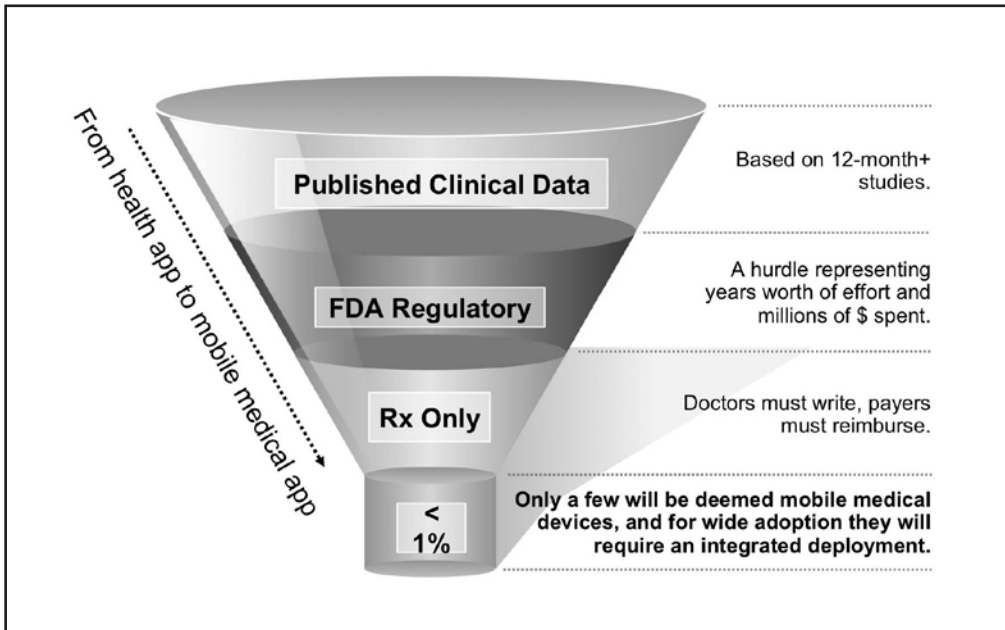 From health app to mobile medical app
Published Clinical Data
Based on 12-month+
studies.
FDA Regulatory
A hurdle representing
years worth of effort and
millions of $ spent.
Rx Only
Doctors must write, payers
must reimburse.
<
1%
Only a few will be deemed mobile medical
devices, and for wide adoption they will
require an integrated deployment.